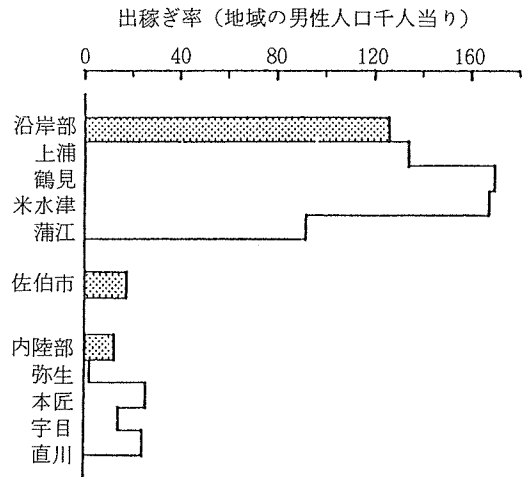 出稼ぎ率（地域の男性人口千人当り）
0 40 80 120 160
沿岸部
上浦
鶴見
米水津
蒲江
佐伯市
内陸部
弥生
本匠
宇目
直川